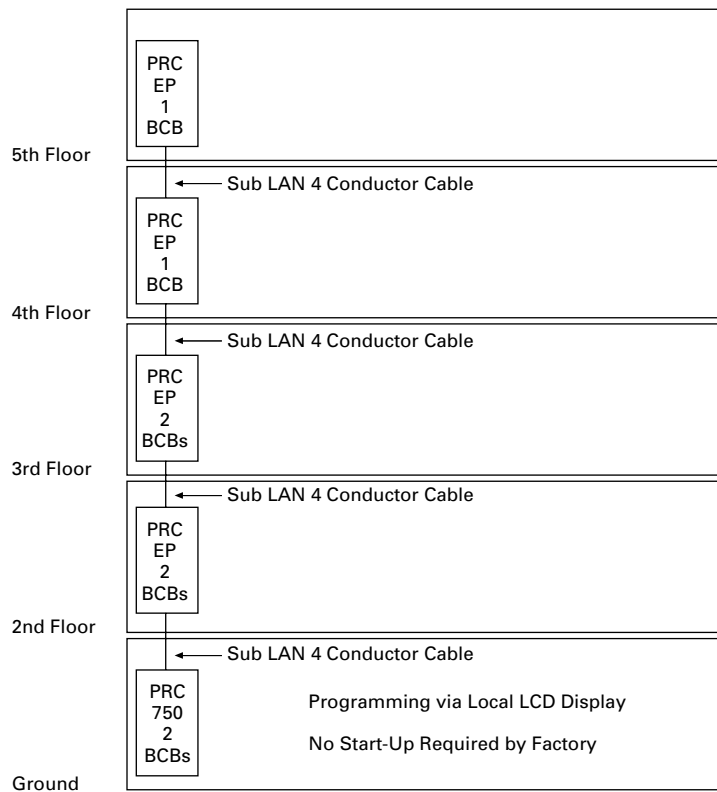 PRC
EP
1
BCB
5th Floor
Sub LAN 4 Conductor Cable
PRC
EP
1
BCB
4th Floor
Sub LAN 4 Conductor Cable
PRC
EP
2
BCBs
3rd Floor
Sub LAN 4 Conductor Cable
PRC
EP
2
BCBs
2nd Floor
Sub LAN 4 Conductor Cable
PRC
750
2
BCBs
Programming via Local LCD Display
No Start-Up Required by Factory
Ground